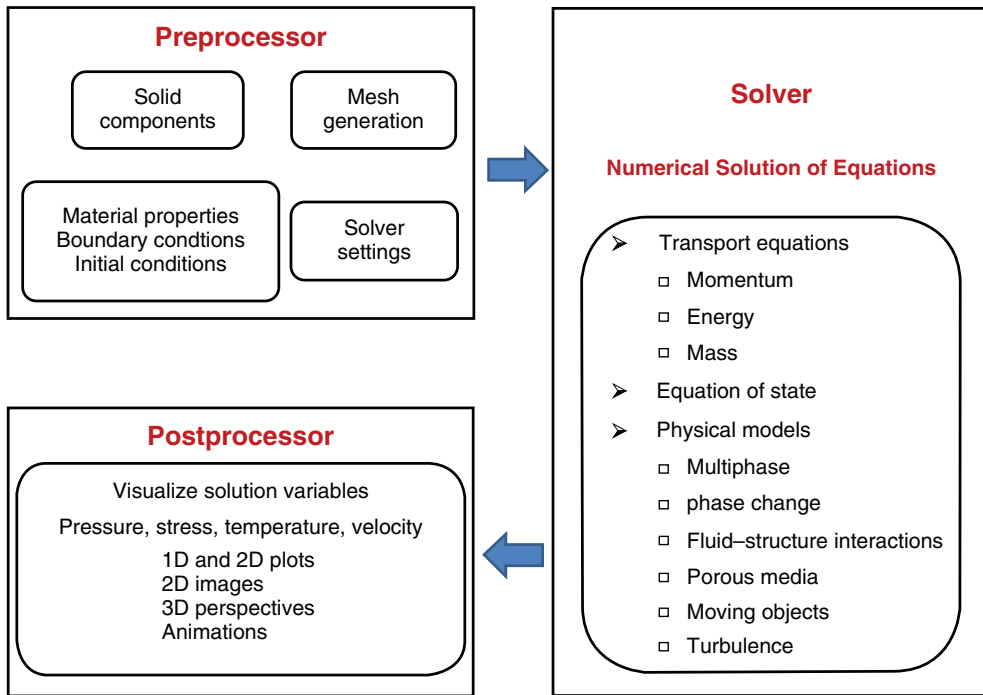 Preprocessor
Solid
components
Mesh
generation
Material properties
Boundary condtions
Initial conditions
Solver
settings
Solver
Numerical Solution of Equations
➢ Transport equations
□ Momentum
□ Energy
□ Mass
➢ Equation of state
➢ Physical models
□ Multiphase
□ phase change
□ Fluid–structure interactions
□ Porous media
□ Moving objects
□ Turbulence
Postprocessor
Visualize solution variables
Pressure, stress, temperature, velocity
1D and 2D plots
2D images
3D perspectives
Animations